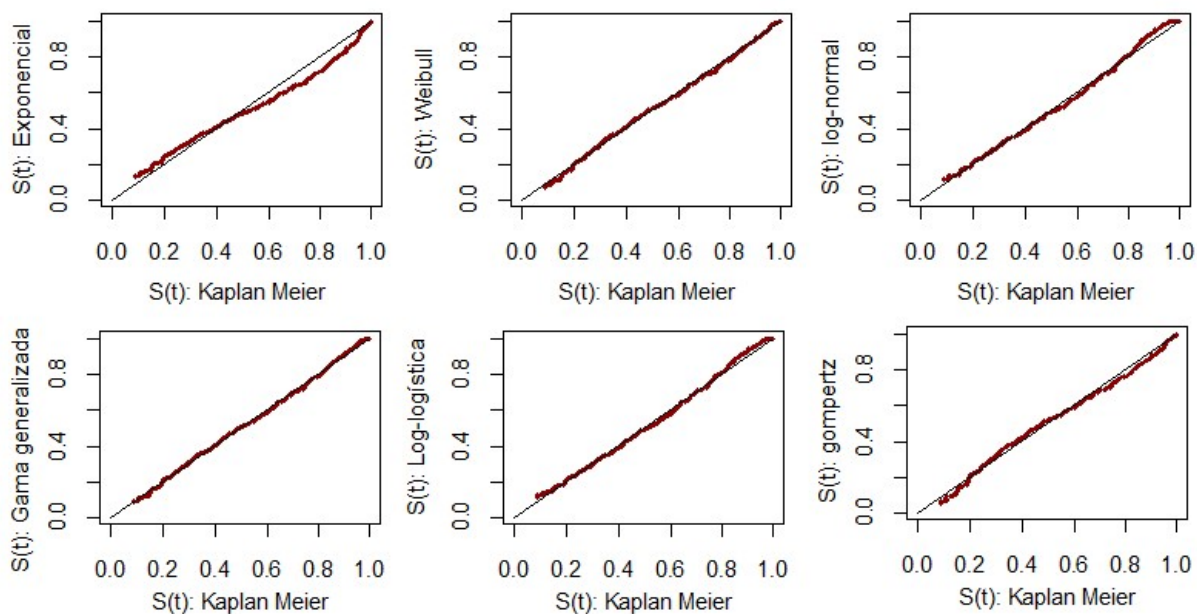 S(t): Exponencial
0.0 0.4 0.8
0.0 0.2 0.4 0.6 0.8 1.0
S(t): Kaplan Meier
S(t): Weibull
0.0 0.4 0.8
0.0 0.2 0.4 0.6 0.8 1.0
S(t): Kaplan Meier
S(t): log-normal
0.0 0.4 0.8
0.0 0.2 0.4 0.6 0.8 1.0
S(t): Kaplan Meier
S(t): Gama generalizada
0.0 0.4 0.8
0.0 0.2 0.4 0.6 0.8 1.0
S(t): Kaplan Meier
S(t): Log-logística
0.0 0.4 0.8
0.0 0.2 0.4 0.6 0.8 1.0
S(t): Kaplan Meier
S(t): gompertz
0.0 0.4 0.8
0.0 0.2 0.4 0.6 0.8 1.0
S(t): Kaplan Meier